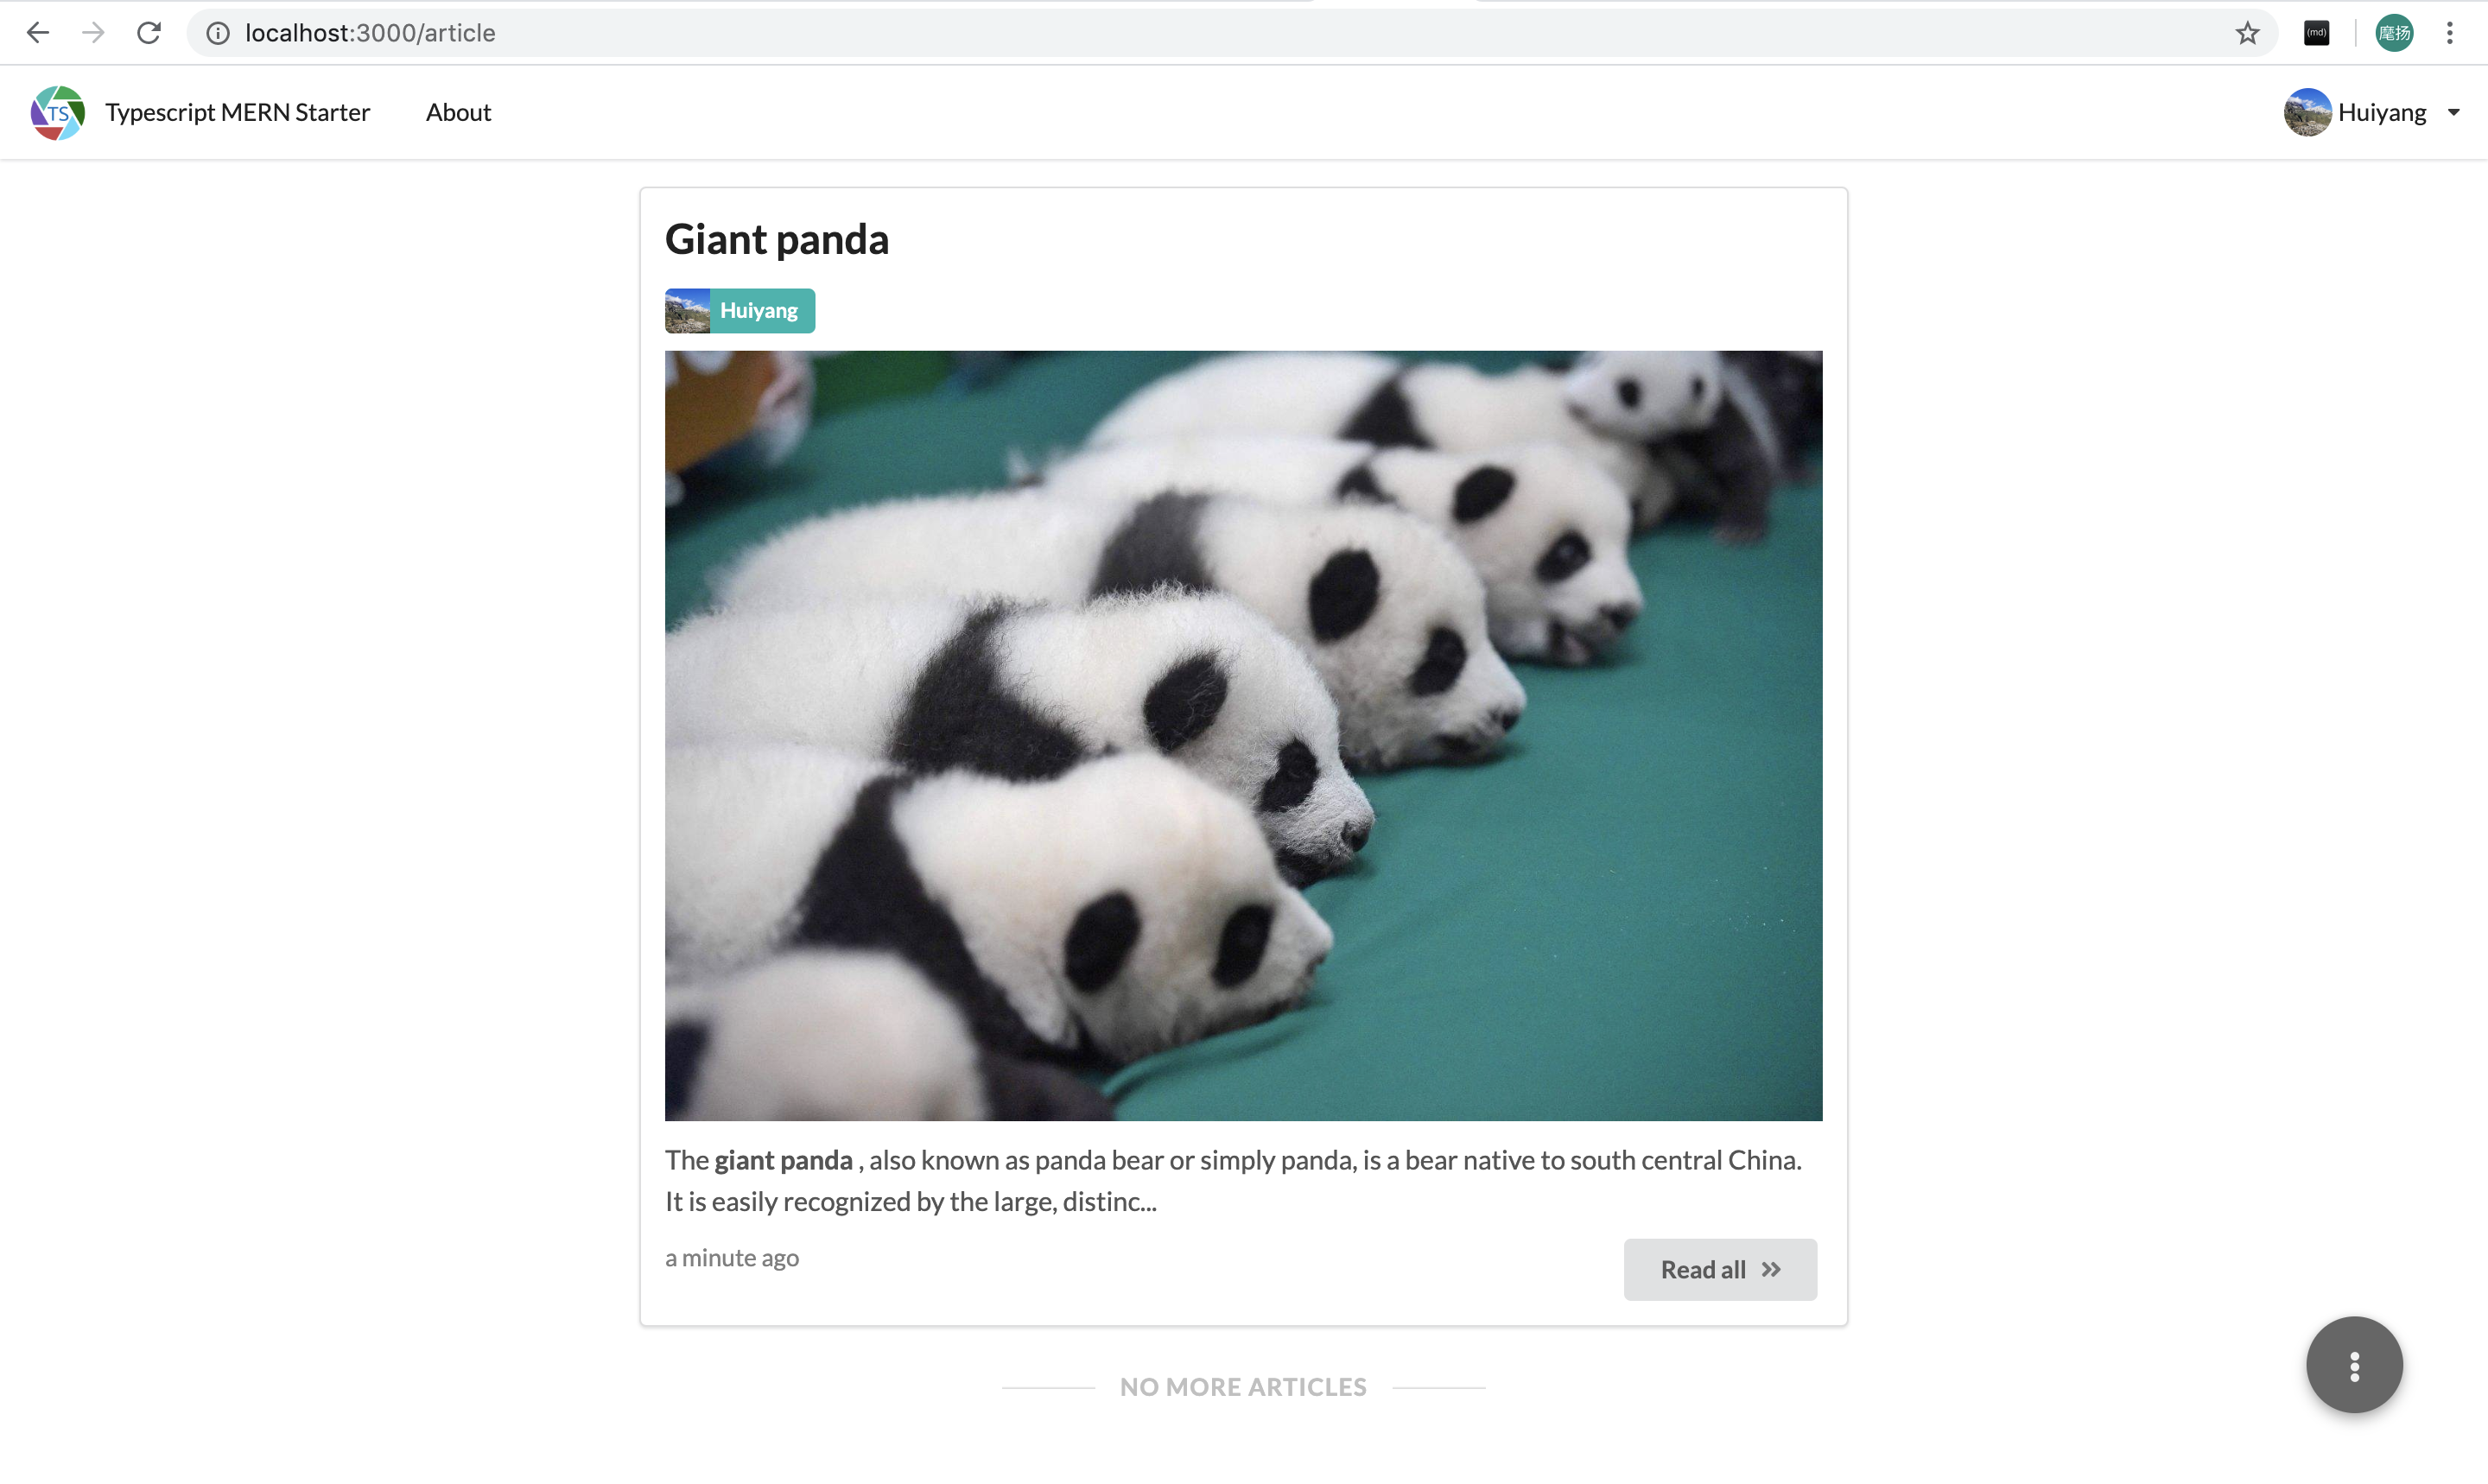 localhost:3000/article
(md)
麾扬
TS
Typescript MERN Starter
About
Huiyang
Giant panda
Huiyang
The giant panda , also known as panda bear or simply panda, is a bear native to south central China.
It is easily recognized by the large, distinc...
a minute ago
Read all
NO MORE ARTICLES